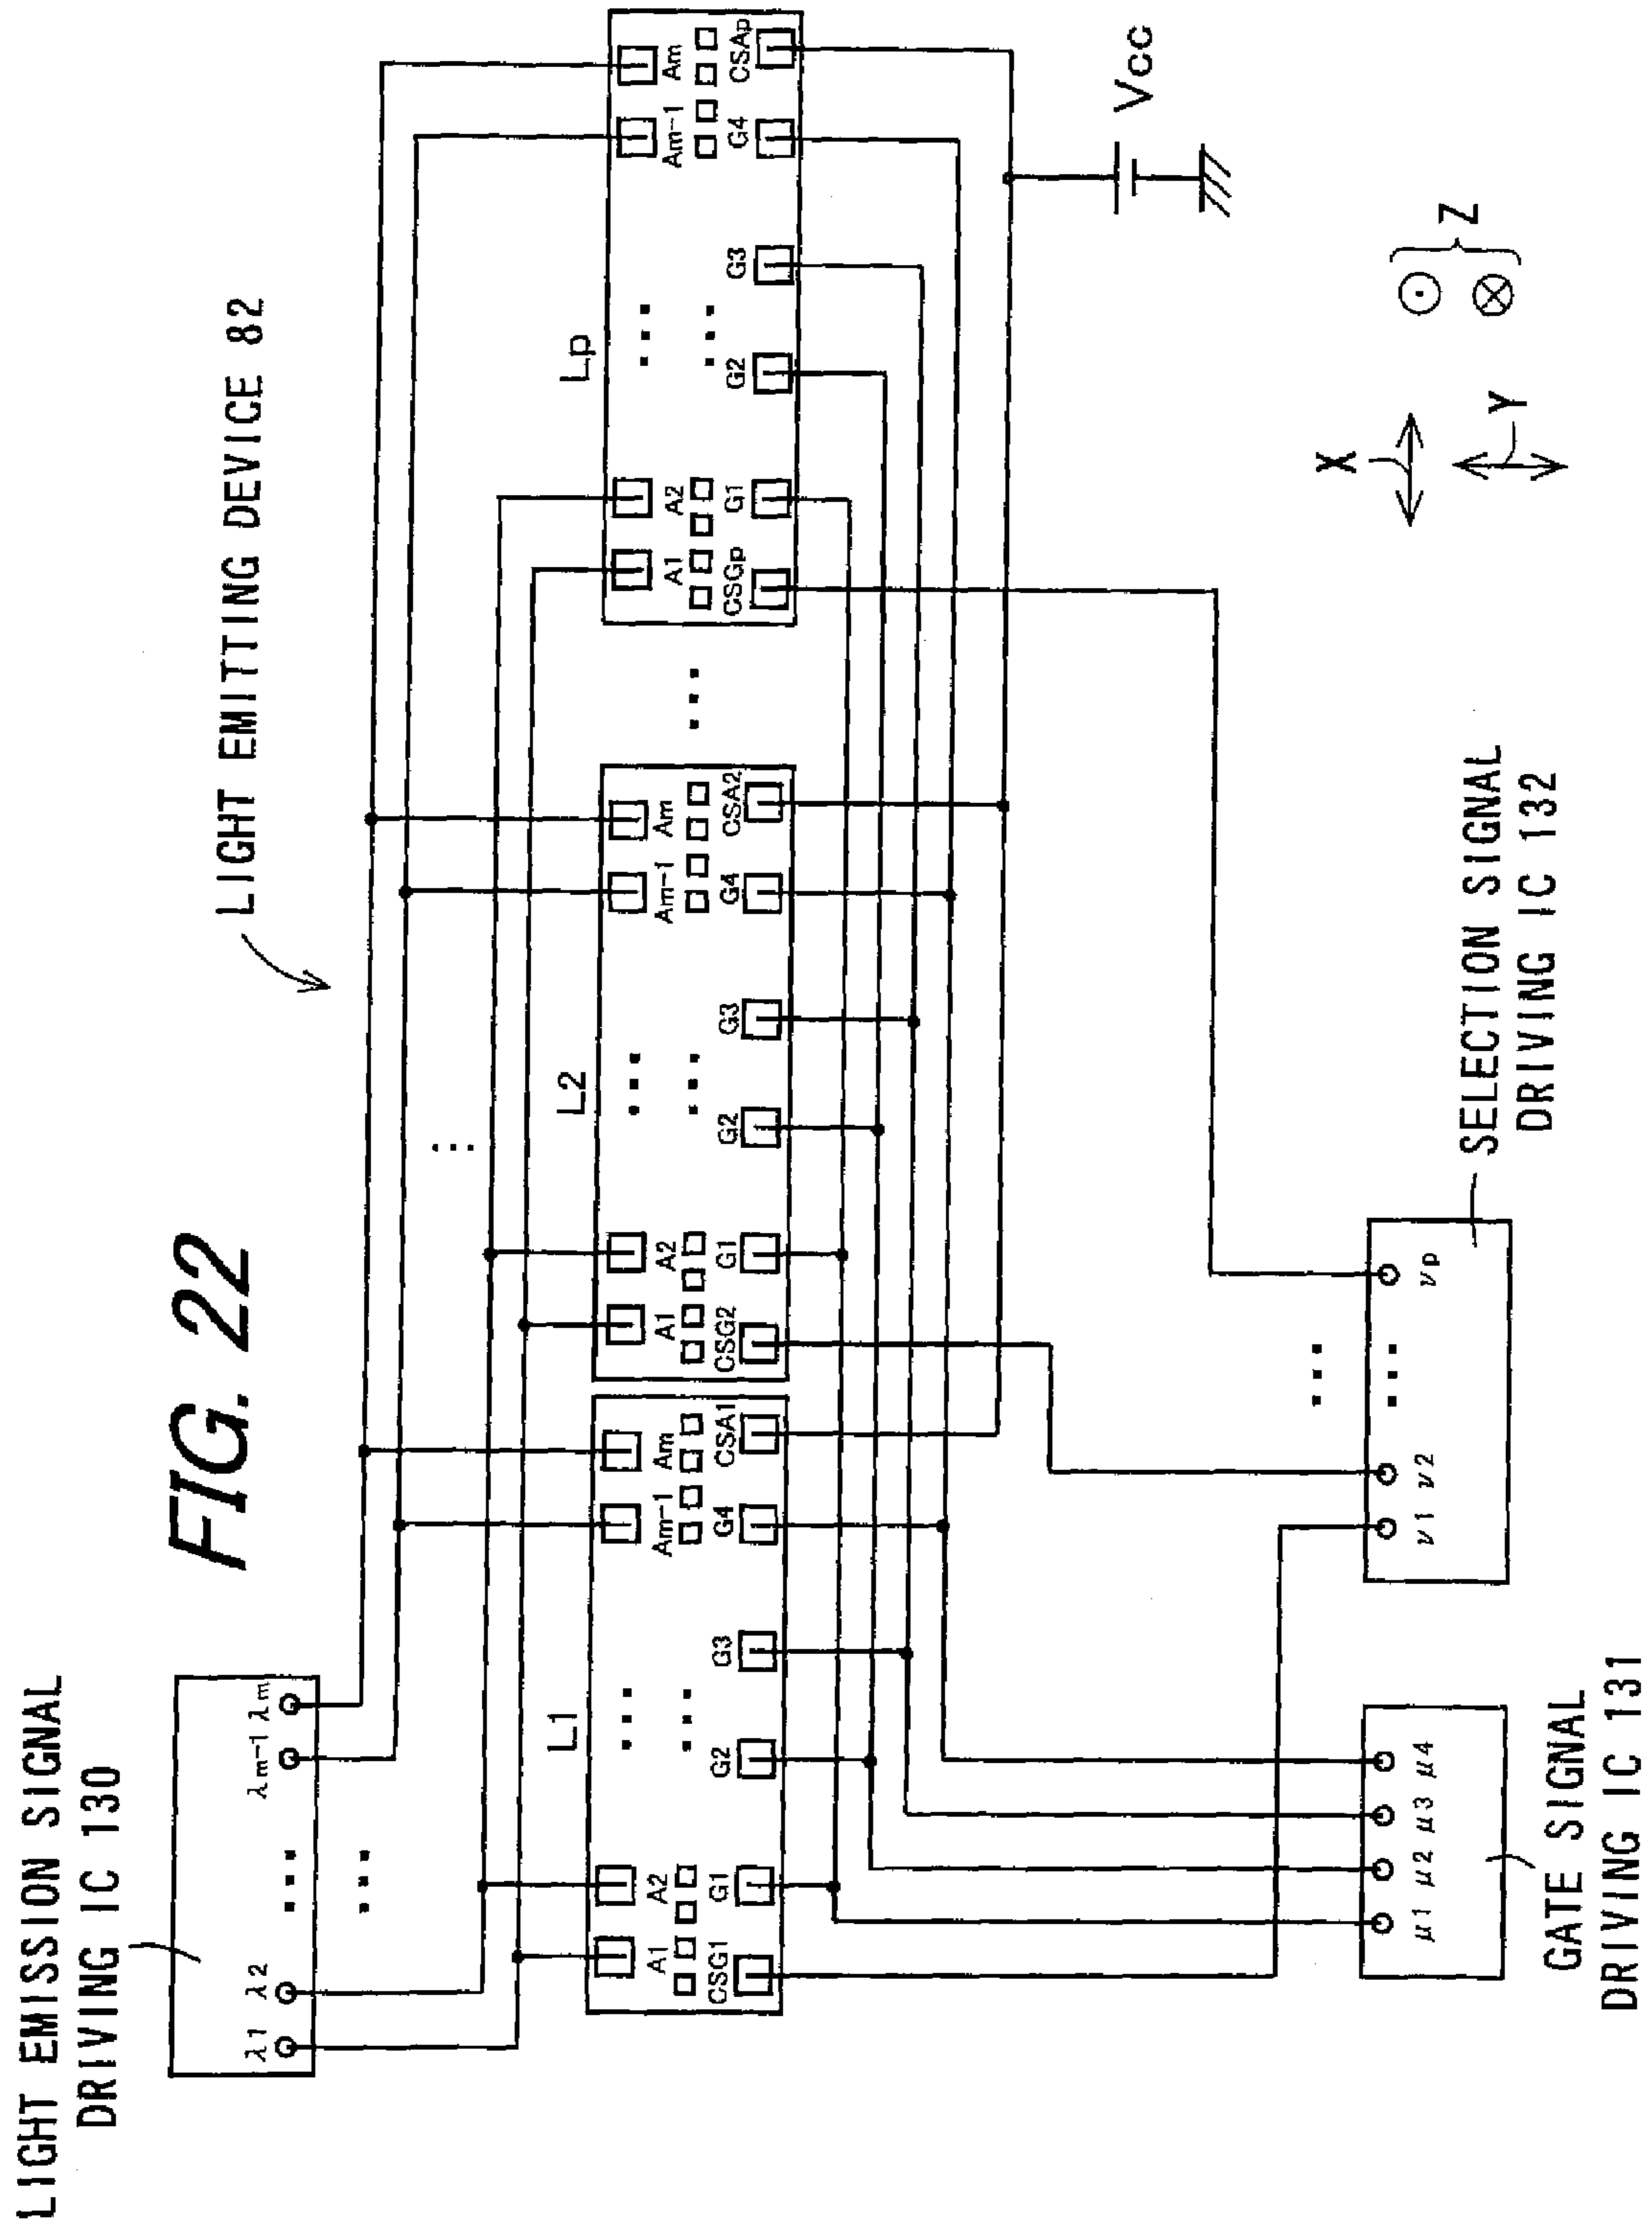 FIG. 22
LIGHT EMITTING DEVICE 82
LIGHT EMISSION SIGNAL
DRIVING IC 130
λ1
λ2
λm-1
λm
L1
A1
A2
Am-1
Am
CSG1
G1
G2
G3
G4
CSA1
L2
A1
A2
Am-1
Am
CSG2
G1
G2
G3
G4
CSA2
Lp
A1
A2
Am-1
Am
CSGp
G1
G2
G3
G4
CSAp
Vcc
μ1
μ2
μ3
μ4
GATE SIGNAL
DRIVING IC 131
ν1
ν2
νp
SELECTION SIGNAL
DRIVING IC 132
X
Y
Z